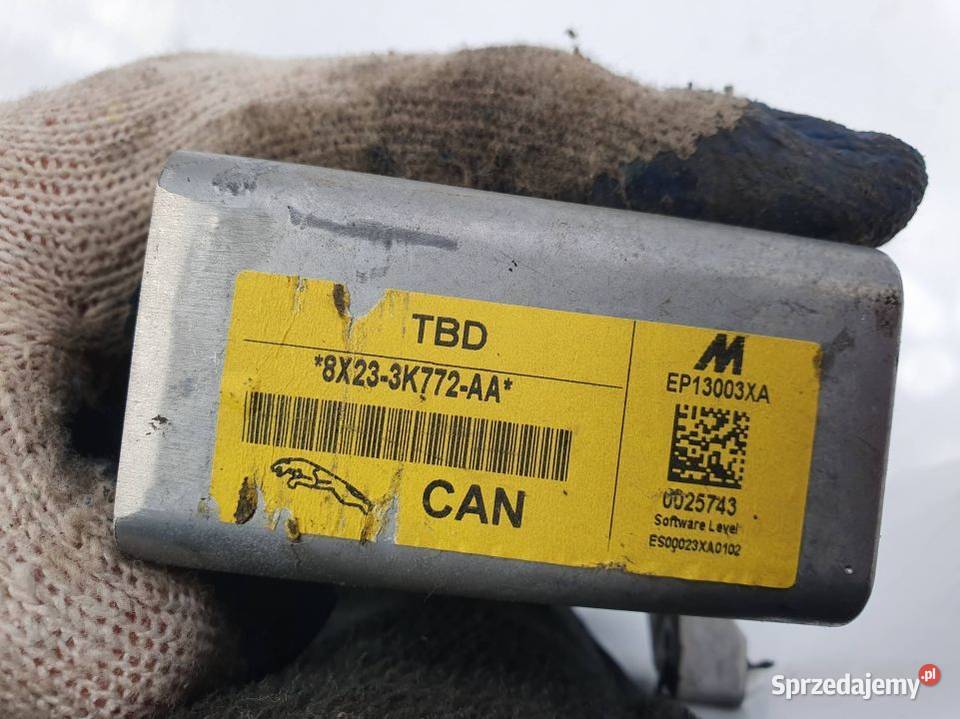 TBD
*8X23-3K772-AA*
CAN
M
EP13003XA
0025743
Software Level
ES00023XA0102
Sprzedajemy.pl